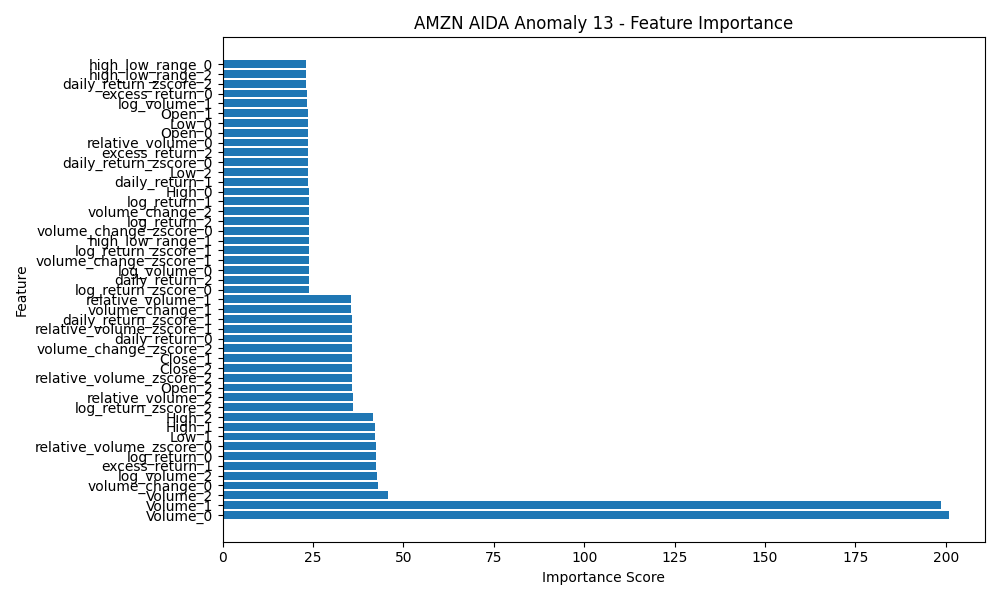 AMZN AIDA Anomaly 13 - Feature Importance
high_low_range_0
high_low_range_2
daily_return_zscore_2
excess_return_0
log_volume_1
Open_1
Low_0
Open_0
relative_volume_0
excess_return_2
daily_return_zscore_0
Low_2
daily_return_1
High_0
log_return_1
volume_change_2
log_return_2
volume_change_zscore_0
high_low_range_1
log_return_zscore_1
volume_change_zscore_1
log_volume_0
daily_return_2
log_return_zscore_0
relative_volume_1
volume_change_1
daily_return_zscore_1
relative_volume_zscore_1
daily_return_0
volume_change_zscore_2
Close_1
Close_2
relative_volume_zscore_2
Open_2
relative_volume_2
log_return_zscore_2
High_2
High_1
Low_1
relative_volume_zscore_0
log_return_0
excess_return_1
log_volume_2
volume_change_0
Volume_2
Volume_1
Volume_0
Feature
0 25 50 75 100 125 150 175 200
Importance Score